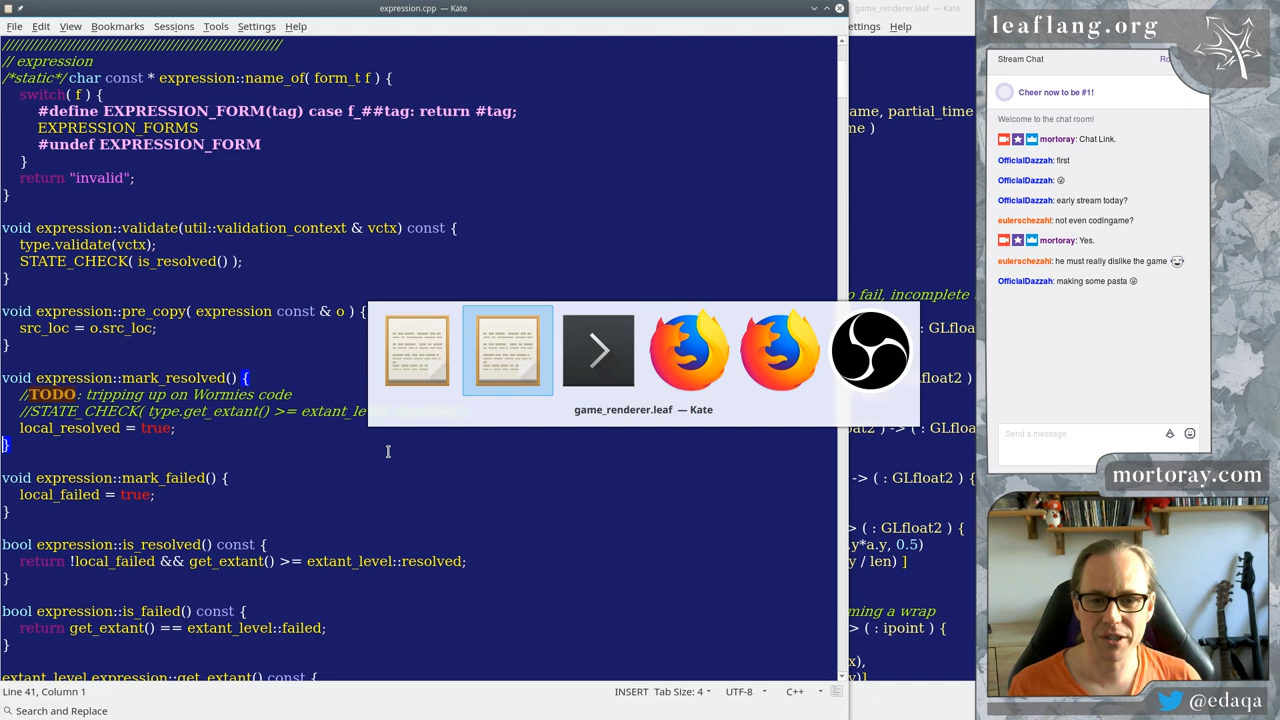 expression.cpp — Kate
game_renderer.leaf — Kate
File Edit View Bookmarks Sessions Tools Settings Help
ettings Help
// expression
/*static*/ char const * expression::name_of( form_t f ) {
switch( f ) {
#define EXPRESSION_FORM(tag) case f_##tag: return #tag;
EXPRESSION_FORMS
#undef EXPRESSION_FORM
}
return "invalid";
}
void expression::validate(util::validation_context & vctx) const {
type.validate(vctx);
STATE_CHECK( is_resolved() );
}
void expression::pre_copy( expression const & o ) {
src_loc = o.src_loc;
}
void expression::mark_resolved() {
//TODO: tripping up on Wormies code
//STATE_CHECK( type.get_extant() >= extant_le
local_resolved = true;
}
void expression::mark_failed() {
local_failed = true;
}
bool expression::is_resolved() const {
return !local_failed && get_extant() >= extant_level::resolved;
}
bool expression::is_failed() const {
return get_extant() == extant_level::failed;
}
extant_level expression::get_extant() const {
ame, partial_time
me )
o fail, incomplete
: GLfloat
( : GLfloa
oat2 ) -> ( : GLfloa
-> ( : GLfloat2 ) {
> ( : GLfloat2 ) {
.y*a.y, 0.5)
y / len) ]
ming a wrap
> ( : ipoint ) {
x),
y)]
game_renderer.leaf — Kate
Line 41, Column 1
INSERT Tab Size: 4 UTF-8 C++
Search and Replace
leaflang.org
Stream Chat
Ro
Cheer now to be #1!
Welcome to the chat room!
mortoray: Chat Link.
OfficialDazzah: first
OfficialDazzah:
OfficialDazzah: early stream today?
eulerschezahl: not even codingame?
mortoray: Yes.
eulerschezahl: he must really dislike the game
OfficialDazzah: making some pasta
Send a message
mortoray.com
@edaqa